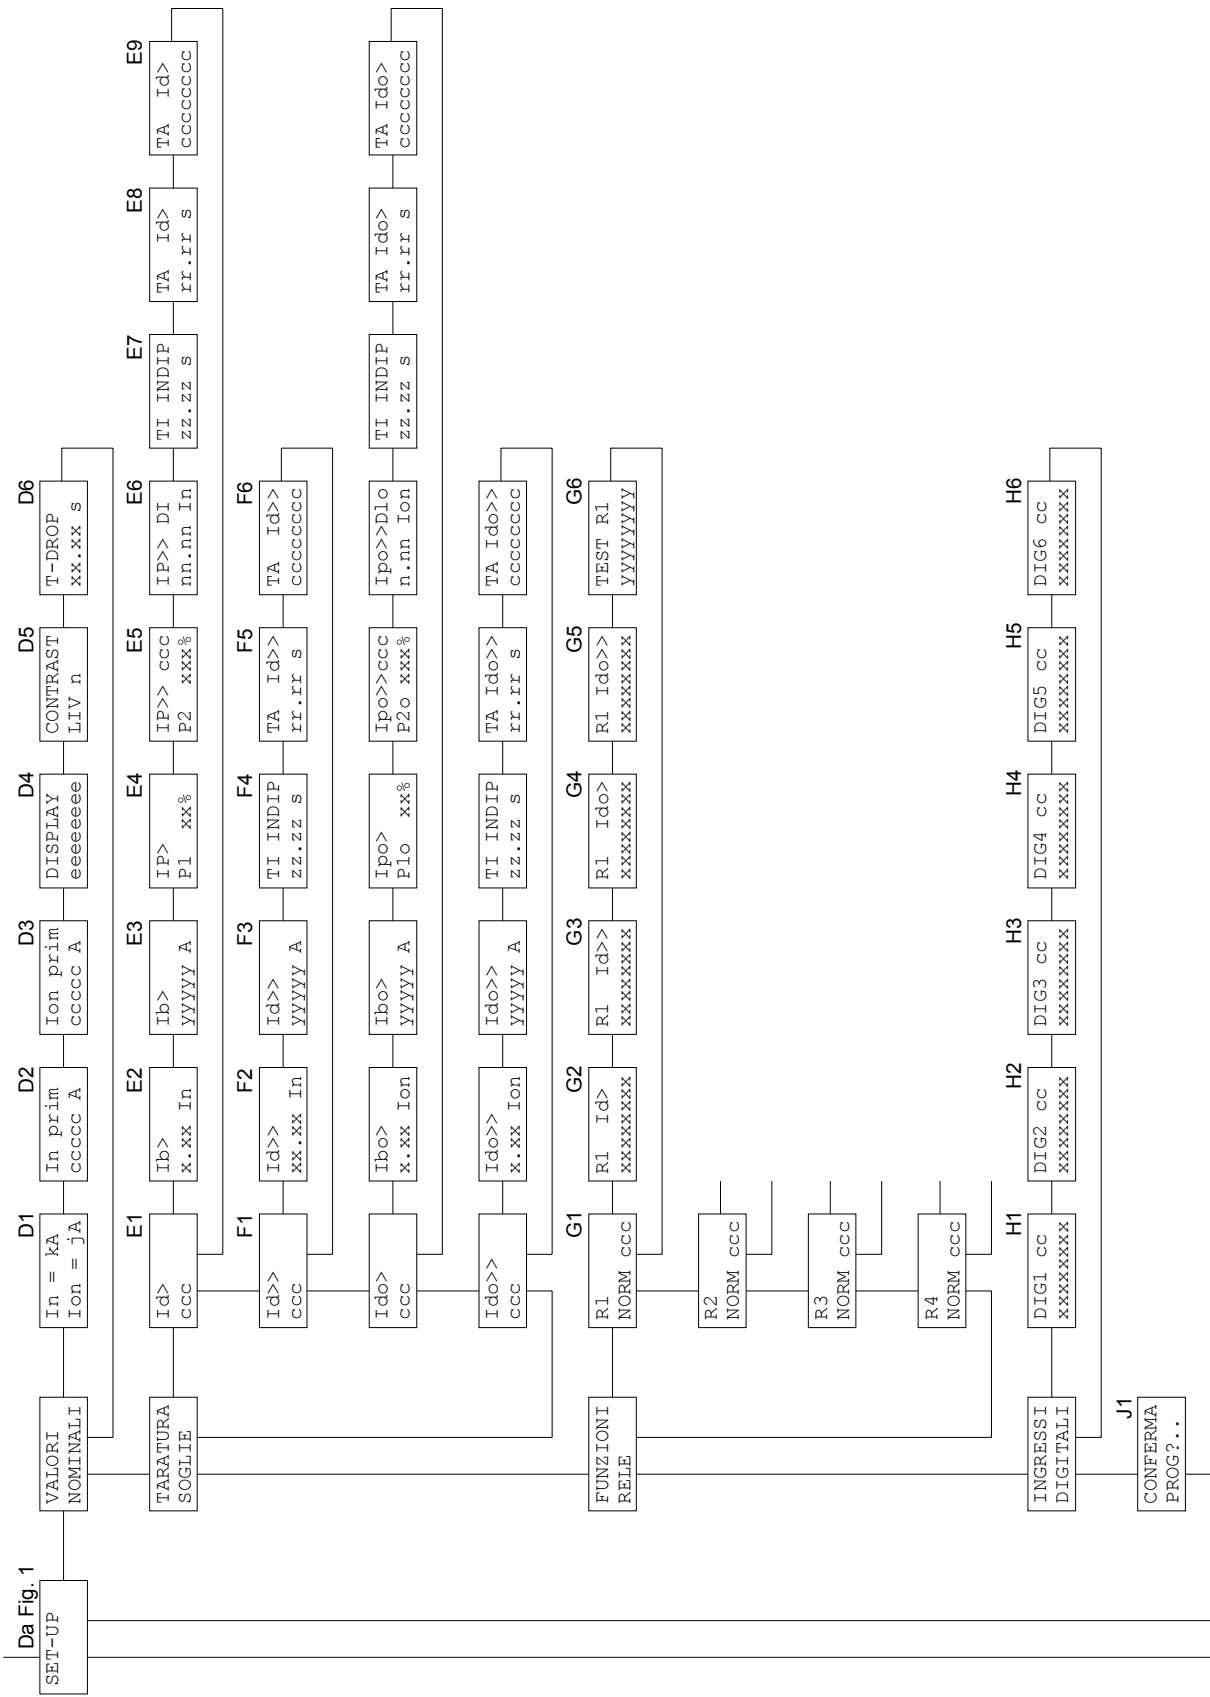 Da Fig. 1
SET-UP
VALORI
NOMINALI
D1
In = kA
Ion = jA
D2
In prim
ccccc A
D3
Ion prim
ccccc A
D4
DISPLAY
eeeeeeee
D5
CONTRAST
LIV n
D6
T-DROP
xx.xx s
TARATURA
SOGLIE
E1
Id>
ccc
E2
Ib>
x.xx In
E3
Ib>
yyyyy A
E4
IP>
P1 xx%
E5
IP>> ccc
P2 xxx%
E6
IP>> DI
nn.nn In
E7
TI INDIP
zz.zz s
E8
TA Id>
rr.rr s
E9
TA Id>
cccccccc
F1
Id>>
ccc
F2
Id>>
xx.xx In
F3
Id>>
yyyyy A
F4
TI INDIP
zz.zz s
F5
TA Id>>
rr.rr s
F6
TA Id>>
cccccccc
Ido>
ccc
Ibo>
x.xx Ion
Ibo>
yyyyy A
Ipo>
P1o xx%
Ipo>>ccc
P2o xxx%
Ipo>>DIo
n.nn Ion
TI INDIP
zz.zz s
TA Ido>
rr.rr s
TA Ido>
cccccccc
Ido>>
ccc
Ido>>
x.xx Ion
Ido>>
yyyyy A
TI INDIP
zz.zz s
TA Ido>>
rr.rr s
TA Ido>>
cccccccc
FUNZIONI
RELE
G1
R1
NORM ccc
G2
R1 Id>
xxxxxxxx
G3
R1 Id>>
xxxxxxxx
G4
R1 Ido>
xxxxxxxx
G5
R1 Ido>>
xxxxxxxx
G6
TEST R1
yyyyyyyy
R2
NORM ccc
R3
NORM ccc
R4
NORM ccc
INGRESSI
DIGITALI
H1
DIG1 cc
xxxxxxxx
H2
DIG2 cc
xxxxxxxx
H3
DIG3 cc
xxxxxxxx
H4
DIG4 cc
xxxxxxxx
H5
DIG5 cc
xxxxxxxx
H6
DIG6 cc
xxxxxxxx
J1
CONFERMA
PROG?..